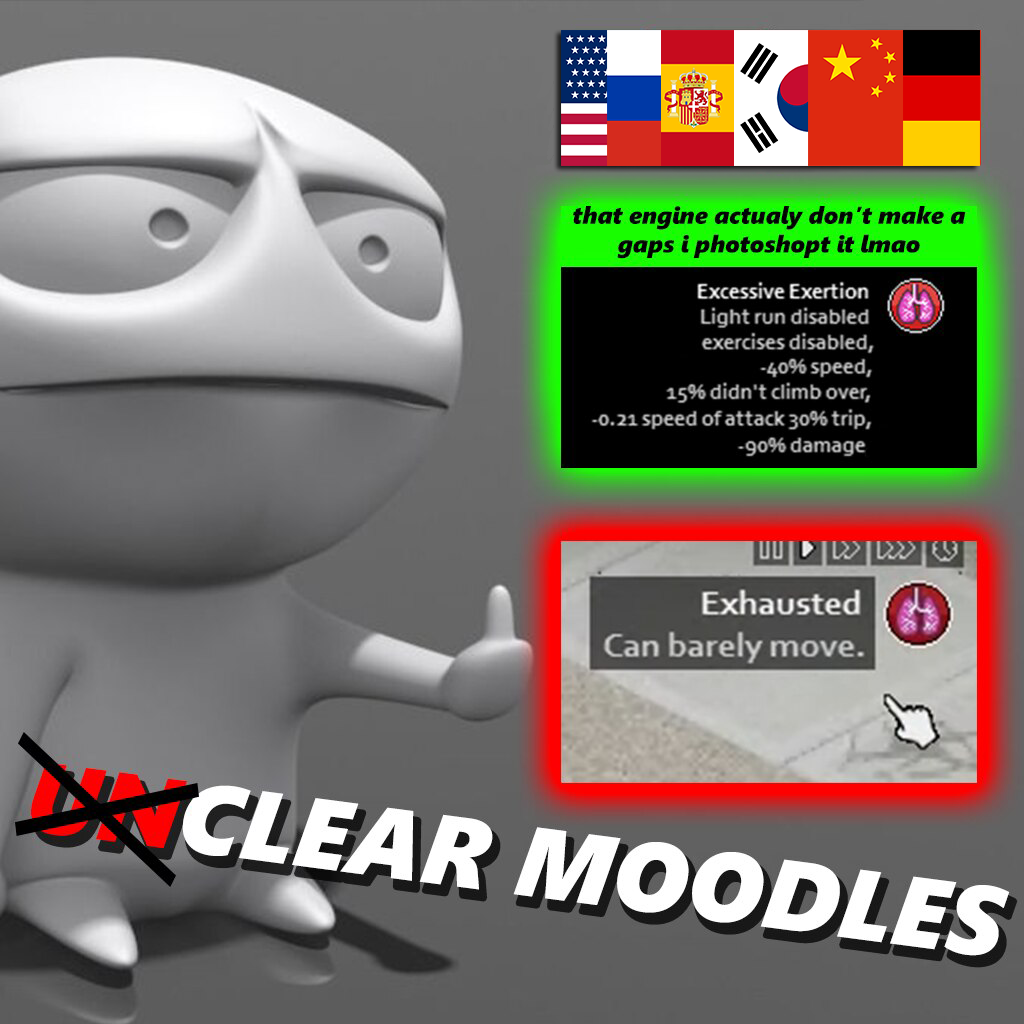 that engine actualy don't make a
gaps i photoshopt it lmao
Excessive Exertion
Light run disabled
exercises disabled,
-40% speed,
15% didn't climb over,
-0.21 speed of attack 30% trip,
-90% damage
Exhausted
Can barely move.
UNCLEAR MOODLES